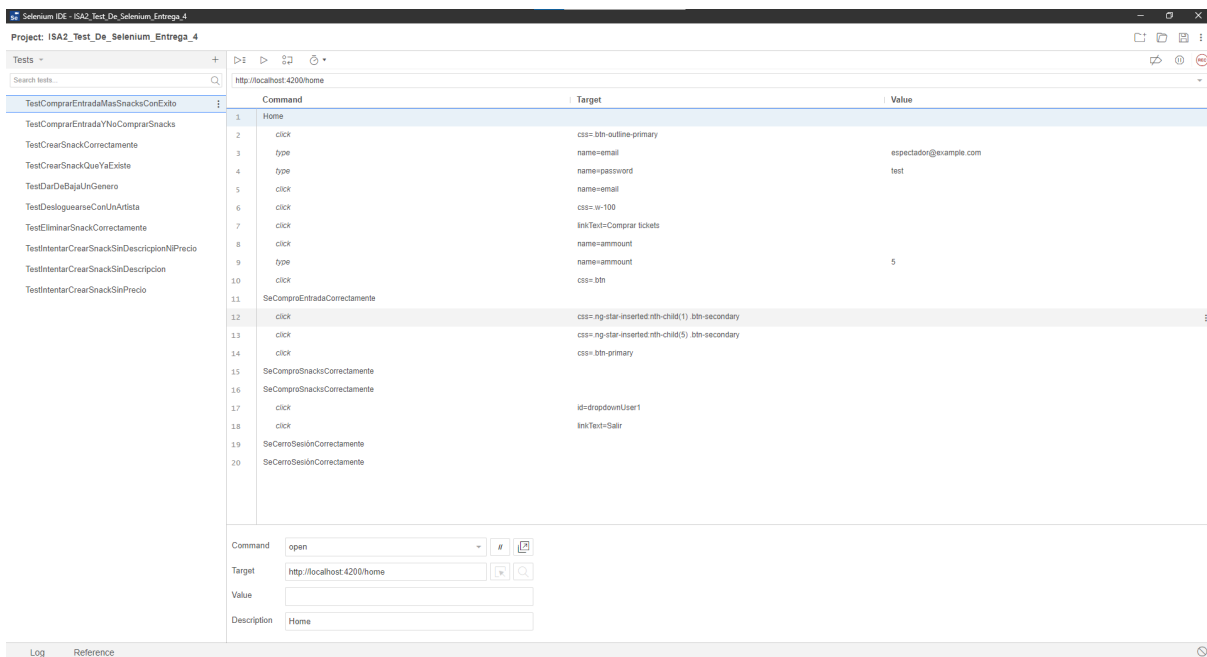 Selenium IDE - ISA2_Test_De_Selenium_Entrega_4
Project: ISA2_Test_De_Selenium_Entrega_4
Tests
Search tests...
TestComprarEntradaMasSnacksConExito
TestComprarEntradaYNoComprarSnacks
TestCrearSnackCorrectamente
TestCrearSnackQueYaExiste
TestDarDeBajaUnGenero
TestDesloguearseConUnArtista
TestEliminarSnackCorrectamente
TestIntentarCrearSnackSinDescricpionNiPrecio
TestIntentarCrearSnackSinDescripcion
TestIntentarCrearSnackSinPrecio
REC
http://localhost:4200/home
Command Target Value
1 Home
2 click css=.btn-outline-primary
3 type name=email espectador@example.com
4 type name=password test
5 click name=email
6 click css=.w-100
7 click linkText=Comprar tickets
8 click name=ammount
9 type name=ammount 5
10 click css=.btn
11 SeComproEntradaCorrectamente
12 click css=.ng-star-inserted:nth-child(1) .btn-secondary
13 click css=.ng-star-inserted:nth-child(5) .btn-secondary
14 click css=.btn-primary
15 SeComproSnacksCorrectamente
16 SeComproSnacksCorrectamente
17 click id=dropdownUser1
18 click linkText=Salir
19 SeCerroSesiónCorrectamente
20 SeCerroSesiónCorrectamente
Command open //
Target http://localhost:4200/home
Value
Description Home
Log Reference